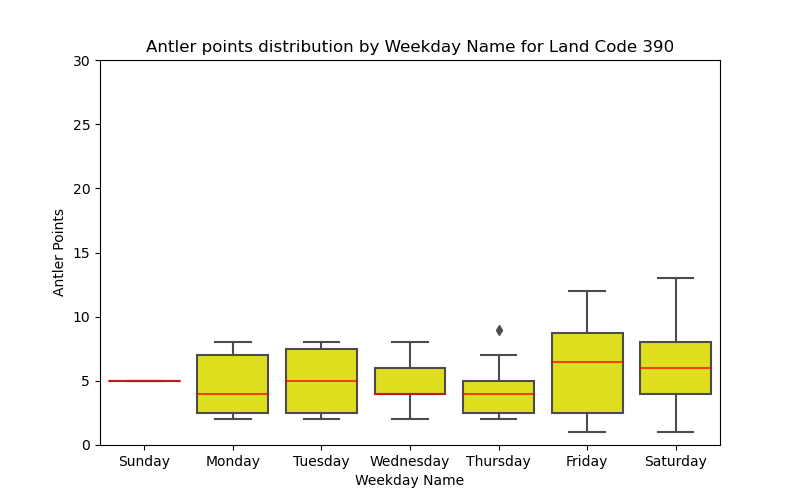 Antler points distribution by Weekday Name for Land Code 390
30
25
20
15
10
5
0
Antler Points
Sunday Monday Tuesday Wednesday Thursday Friday Saturday
Weekday Name